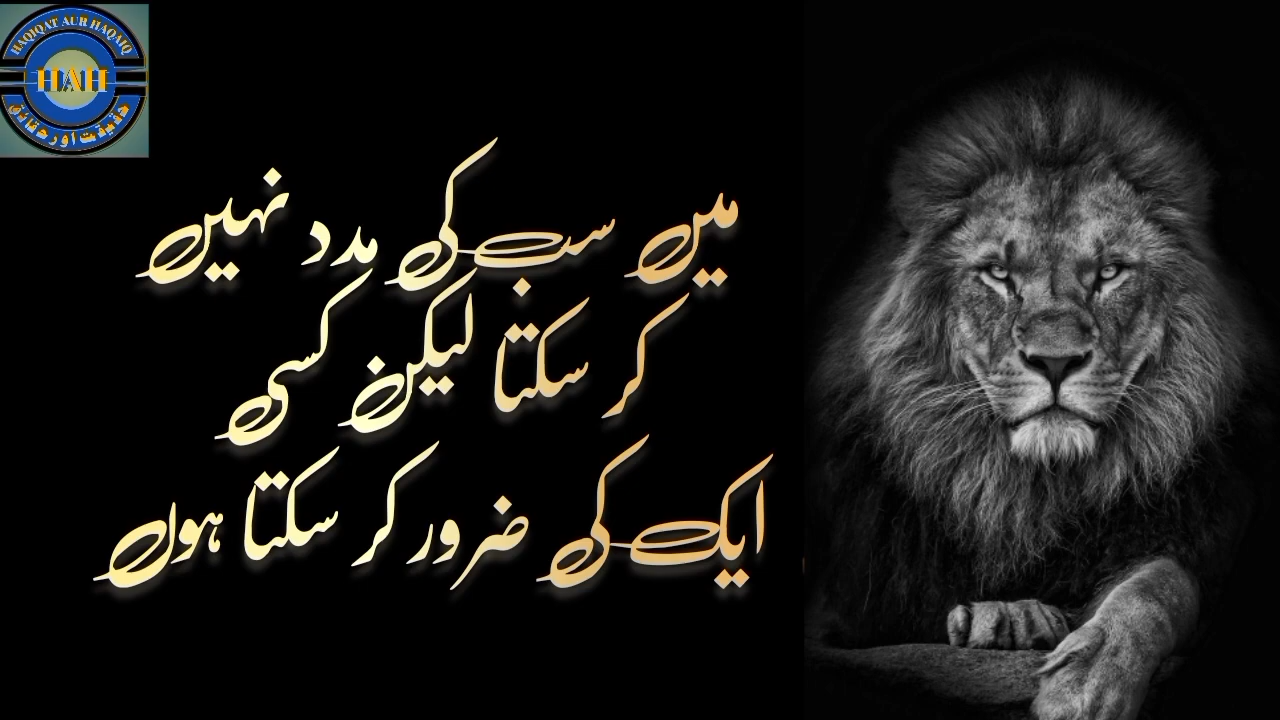 HAQIQAT AUR HAQAIQ
HAH
حقیقت اور حقائق
میں سب کی مدد نہیں
کر سکتا لیکن کسی
ایک کی ضرور کر سکتا ہوں